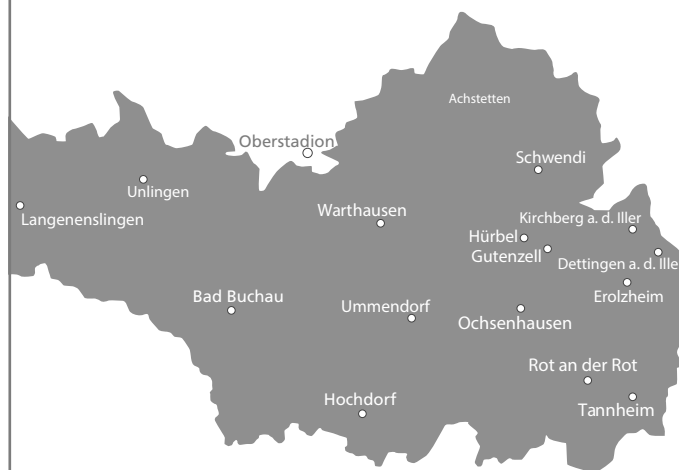 Achstetten
Oberstadion
Schwendi
Unlingen
Langenenslingen
Warthausen
Kirchberg a. d. Iller
Hürbel
Gutenzell
Dettingen a. d. Ille
Bad Buchau
Erolzheim
Ummendorf
Ochsenhausen
Rot an der Rot
Hochdorf
Tannheim